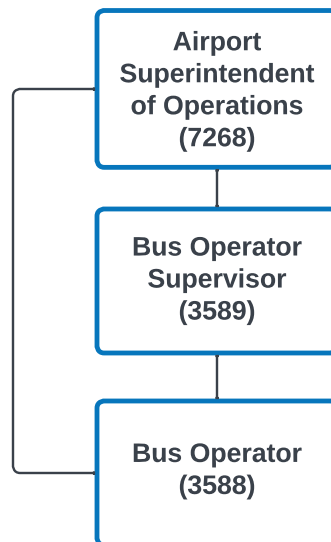 Airport
Superintendent
of Operations
(7268)
Bus Operator
Supervisor
(3589)
Bus Operator
(3588)